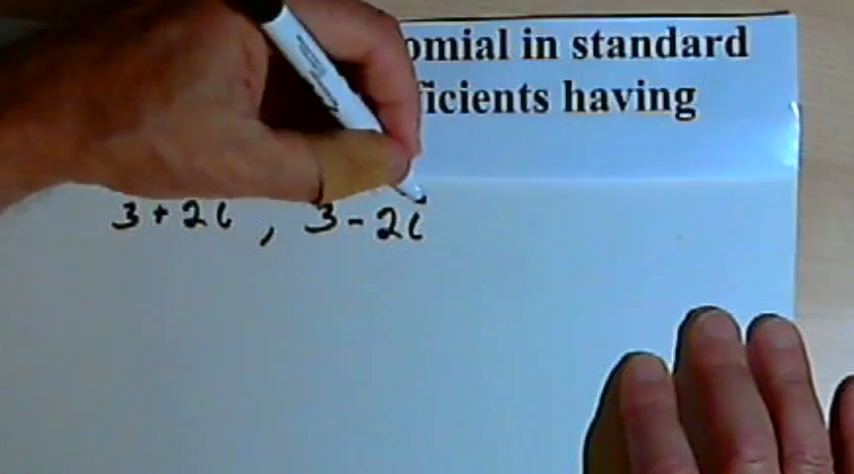 omial in standard
ficients having
3 + 2i , 3 - 2i